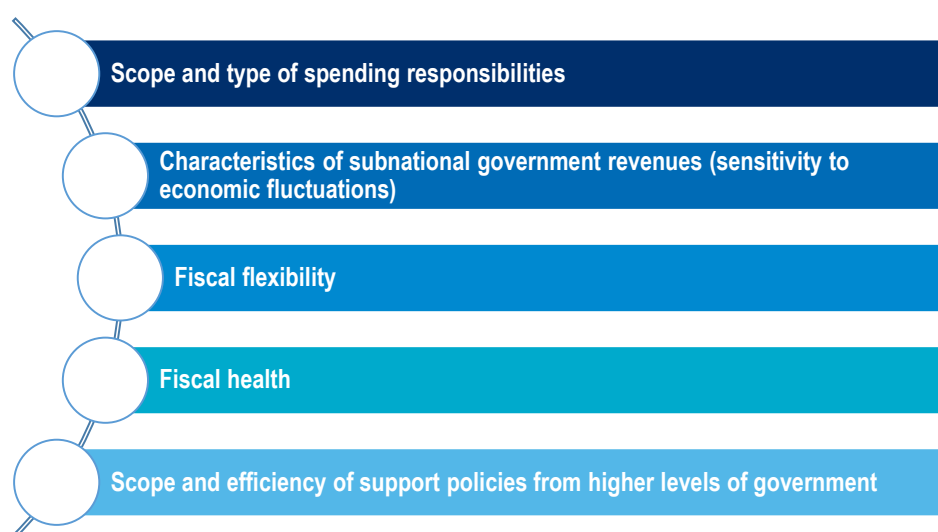 Scope and type of spending responsibilities
Characteristics of subnational government revenues (sensitivity to
economic fluctuations)
Fiscal flexibility
Fiscal health
Scope and efficiency of support policies from higher levels of government